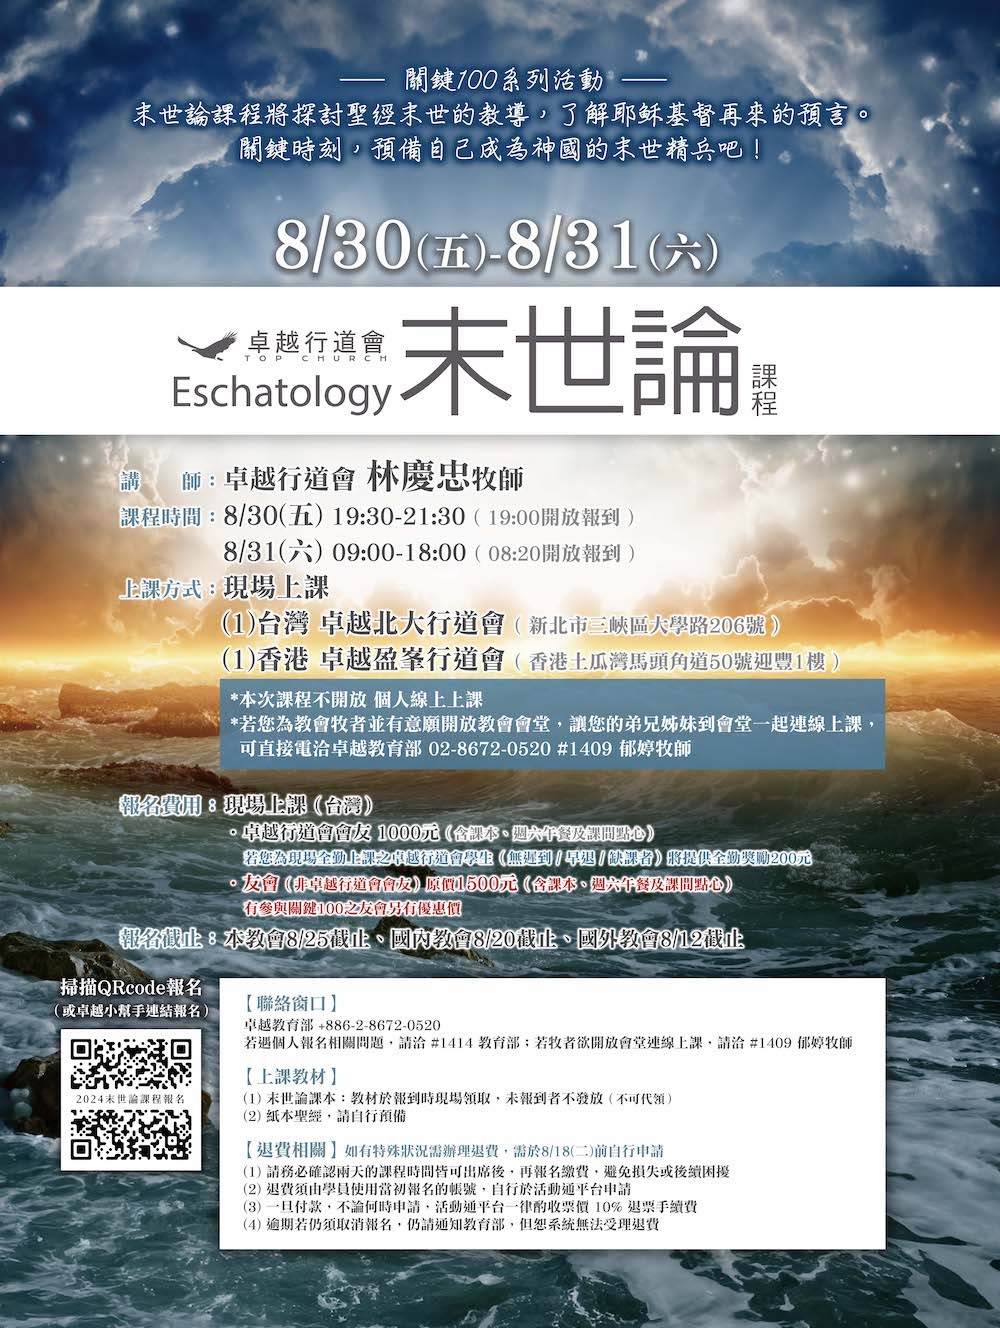 關鍵100系列活動
末世論課程將探討聖經末世的教導，了解耶穌基督再來的預言。
關鍵時刻，預備自己成為神國的末世精兵吧！
8/30(五)-8/31(六)
卓越行道會
TOP CHURCH
Eschatology
末世論
課程
講　師：卓越行道會 林慶忠牧師
課程時間：8/30(五) 19:30-21:30（19:00開放報到）
8/31(六) 09:00-18:00（08:20開放報到）
上課方式：現場上課
(1)台灣 卓越北大行道會（新北市三峽區大學路206號）
(1)香港 卓越盈峯行道會（香港土瓜灣馬頭角道50號迎豐1樓）
*本次課程不開放 個人線上上課
*若您為教會牧者並有意願開放教會會堂，讓您的弟兄姊妹到會堂一起連線上課，
可直接電洽卓越教育部 02-8672-0520 #1409 郁婷牧師
報名費用：現場上課（台灣）
・卓越行道會會友 1000元（含課本、週六午餐及課間點心）
若您為現場全勤上課之卓越行道會學生（無遲到/早退/缺課者）將提供全勤獎勵200元
・友會（非卓越行道會會友）原價1500元（含課本、週六午餐及課間點心）
有參與關鍵100之友會另有優惠價
報名截止：本教會8/25截止、國內教會8/20截止、國外教會8/12截止
掃描QRcode報名
（或卓越小幫手連結報名）
2024末世論課程報名
【聯絡窗口】
卓越教育部 +886-2-8672-0520
若遇個人報名相關問題，請洽 #1414 教育部；若牧者欲開放會堂連線上課，請洽 #1409 郁婷牧師
【上課教材】
(1) 末世論課本：教材於報到時現場領取，未報到者不發放（不可代領）
(2) 紙本聖經，請自行預備
【退費相關】如有特殊狀況需辦理退費，需於8/18(二)前自行申請
(1) 請務必確認兩天的課程時間皆可出席後，再報名繳費，避免損失或後續困擾
(2) 退費須由學員使用當初報名的帳號，自行於活動通平台申請
(3) 一旦付款，不論何時申請，活動通平台一律酌收票價 10% 退票手續費
(4) 逾期若仍須取消報名，仍請通知教育部，但恕系統無法受理退費